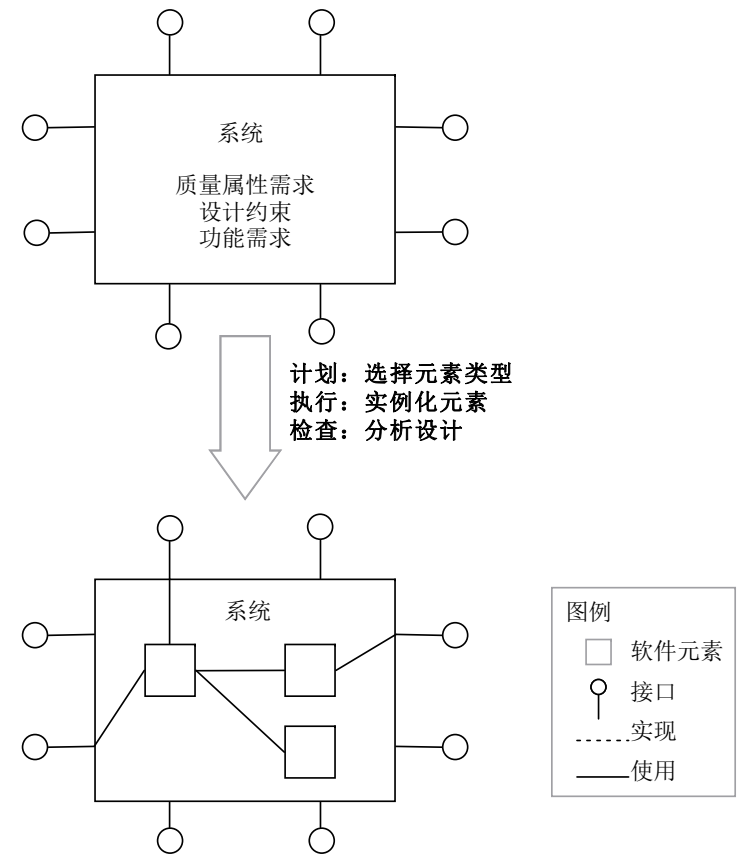 系统
质量属性需求
设计约束
功能需求
计划：选择元素类型
执行：实例化元素
检查：分析设计
系统
图例
软件元素
接口
实现
使用